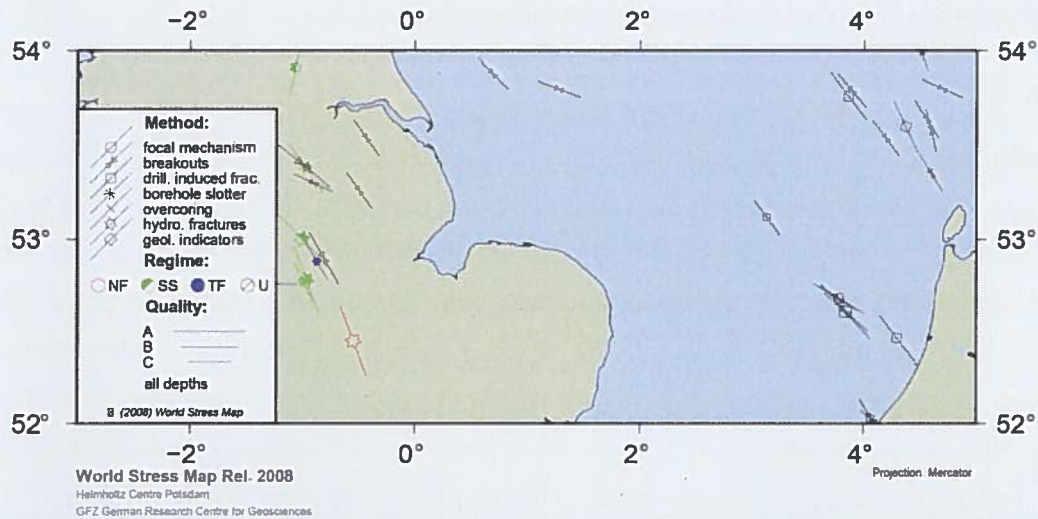 −2° 0° 2° 4°
54° 54°
Method:
focal mechanism
breakouts
drill. induced frac.
borehole slotter
overcoring
hydro. fractures
geol. indicators
Regime:
NF SS TF U
Quality:
A
B
C
all depths
(2008) World Stress Map
53° 53°
52° 52°
−2° 0° 2° 4°
World Stress Map Rel. 2008
Projection: Mercator
Helmholtz Centre Potsdam
GFZ German Research Centre for Geosciences